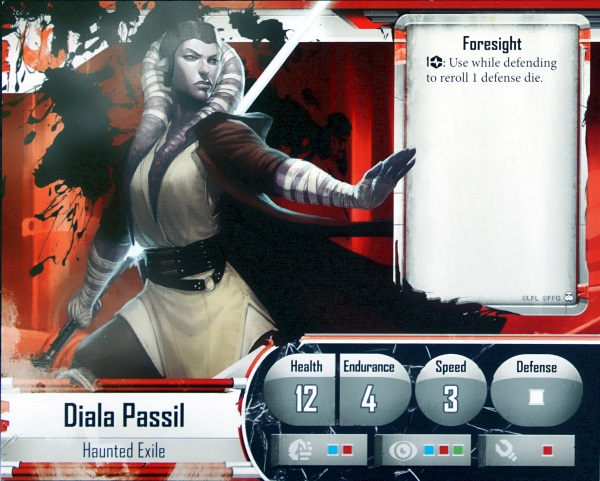 Foresight
1: Use while defending
to reroll 1 defense die.
©LFL ©FFG
Health
Endurance
Speed
Defense
12
4
3
Diala Passil
Haunted Exile